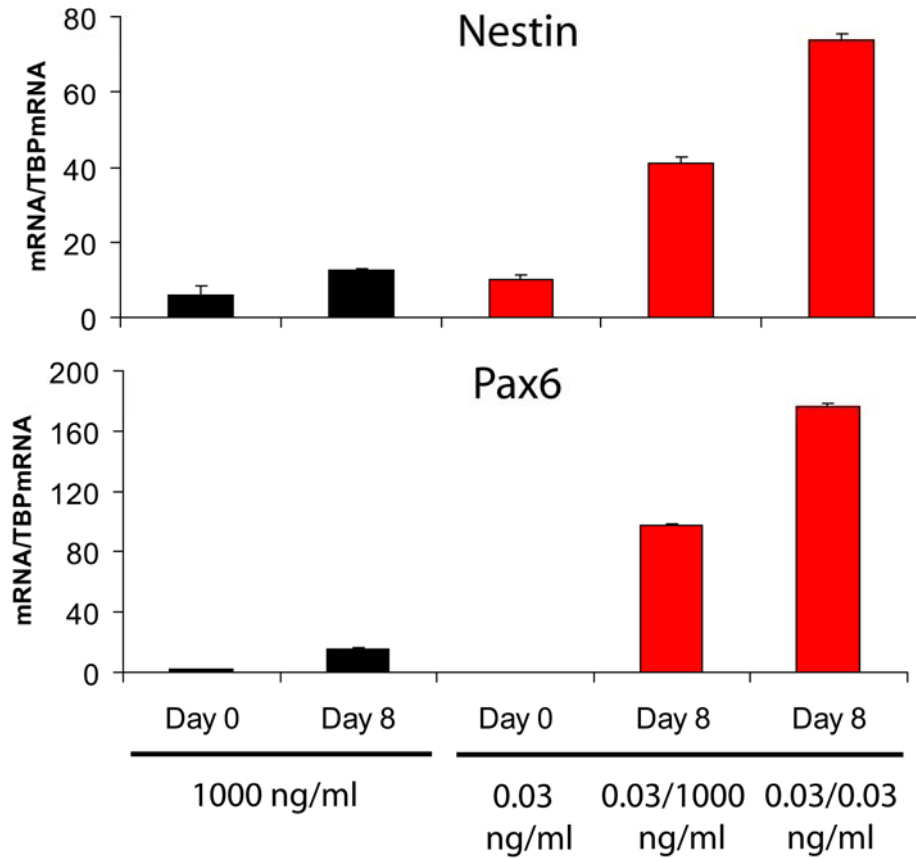 Nestin
mRNA/TBPmRNA
80
60
40
20
0
Pax6
mRNA/TBPmRNA
200
160
120
80
40
0
Day 0 Day 8 Day 0 Day 8 Day 8
1000 ng/ml 0.03 0.03/1000 0.03/0.03
ng/ml ng/ml ng/ml